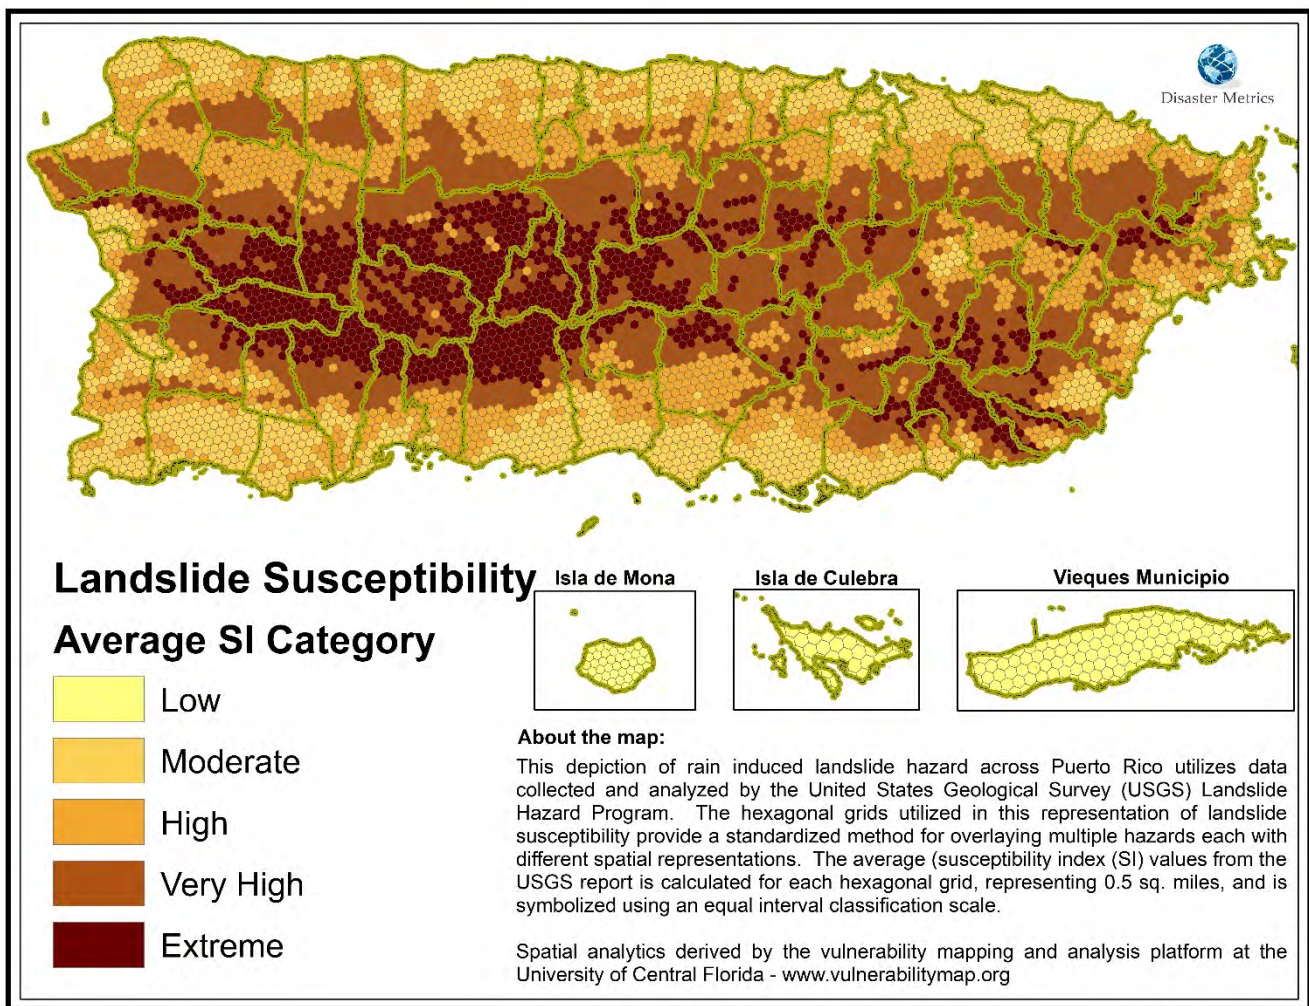 Disaster Metrics
Landslide Susceptibility
Average SI Category
Low
Moderate
High
Very High
Extreme
Isla de Mona
Isla de Culebra
Vieques Municipio
About the map:
This depiction of rain induced landslide hazard across Puerto Rico utilizes data
collected and analyzed by the United States Geological Survey (USGS) Landslide
Hazard Program. The hexagonal grids utilized in this representation of landslide
susceptibility provide a standardized method for overlaying multiple hazards each with
different spatial representations. The average (susceptibility index (SI) values from the
USGS report is calculated for each hexagonal grid, representing 0.5 sq. miles, and is
symbolized using an equal interval classification scale.
Spatial analytics derived by the vulnerability mapping and analysis platform at the
University of Central Florida - www.vulnerabilitymap.org